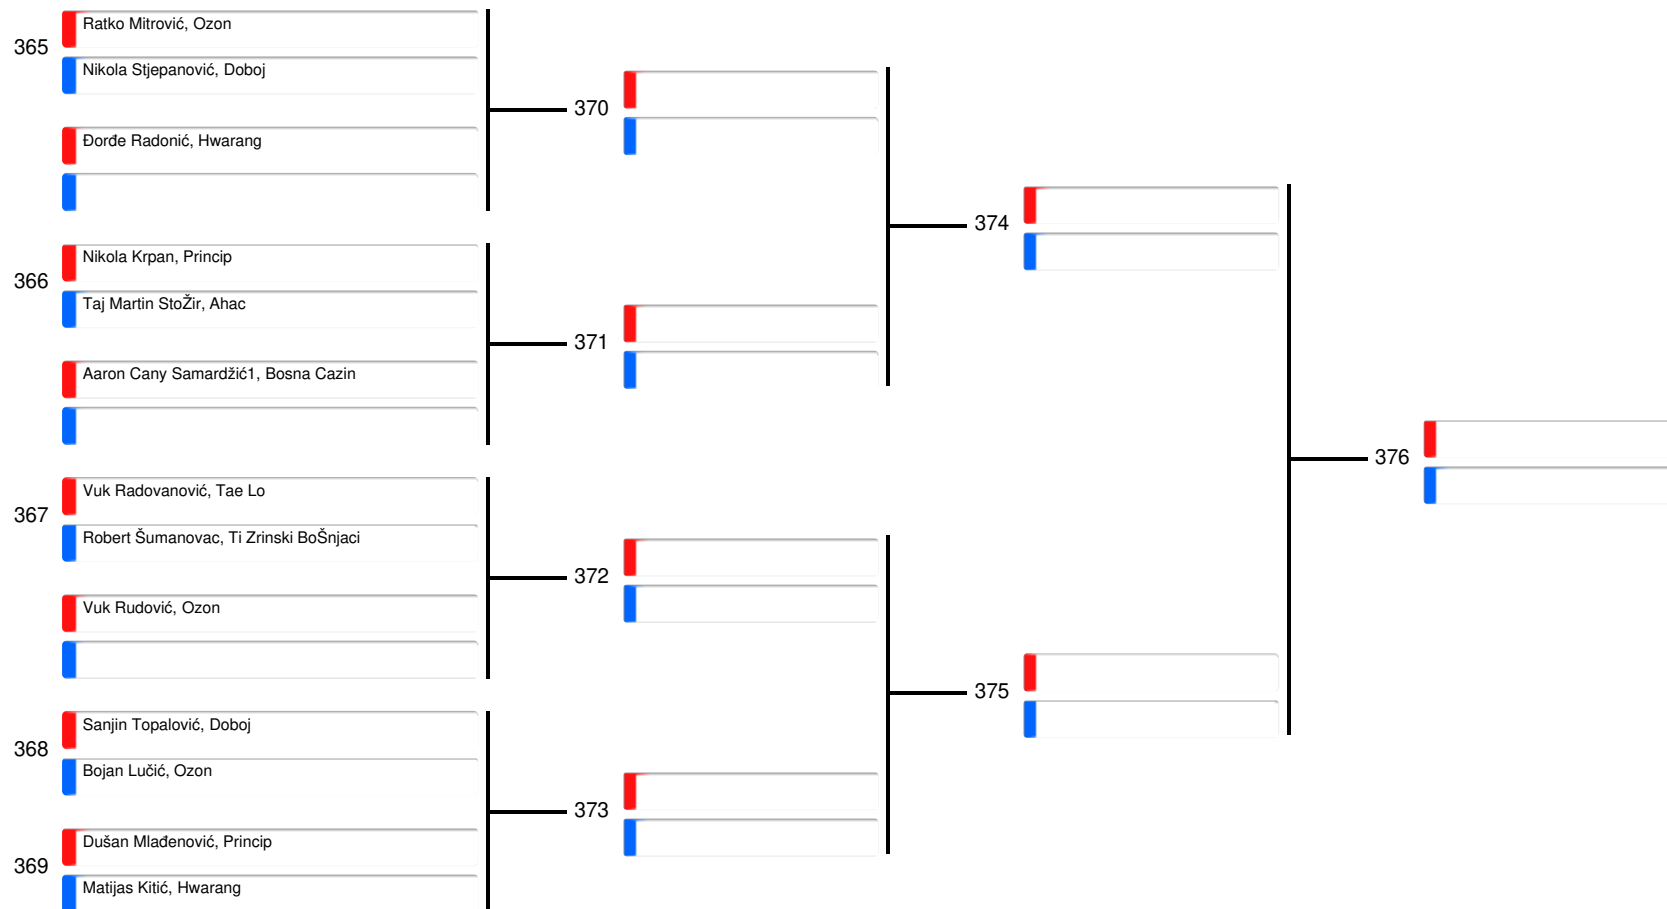 365
Ratko Mitrović, Ozon
Nikola Stjepanović, Doboj
Đorđe Radonić, Hwarang
366
Nikola Krpan, Princip
Taj Martin StoŽir, Ahac
Aaron Cany Samardžić1, Bosna Cazin
367
Vuk Radovanović, Tae Lo
Robert Šumanovac, Ti Zrinski BoŠnjaci
Vuk Rudović, Ozon
368
Sanjin Topalović, Doboj
Bojan Lučić, Ozon
369
Dušan Mlađenović, Princip
Matijas Kitić, Hwarang
370
371
372
373
374
375
376